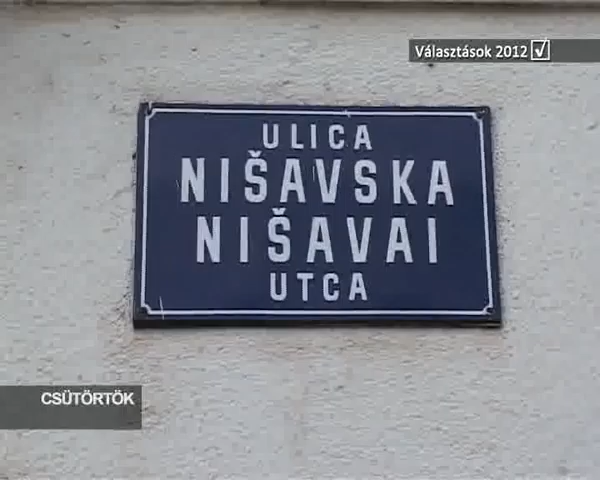 Választások 2012
ULICA
NIŠAVSKA
NIŠAVAI
UTCA
CSÜTÖRTÖK